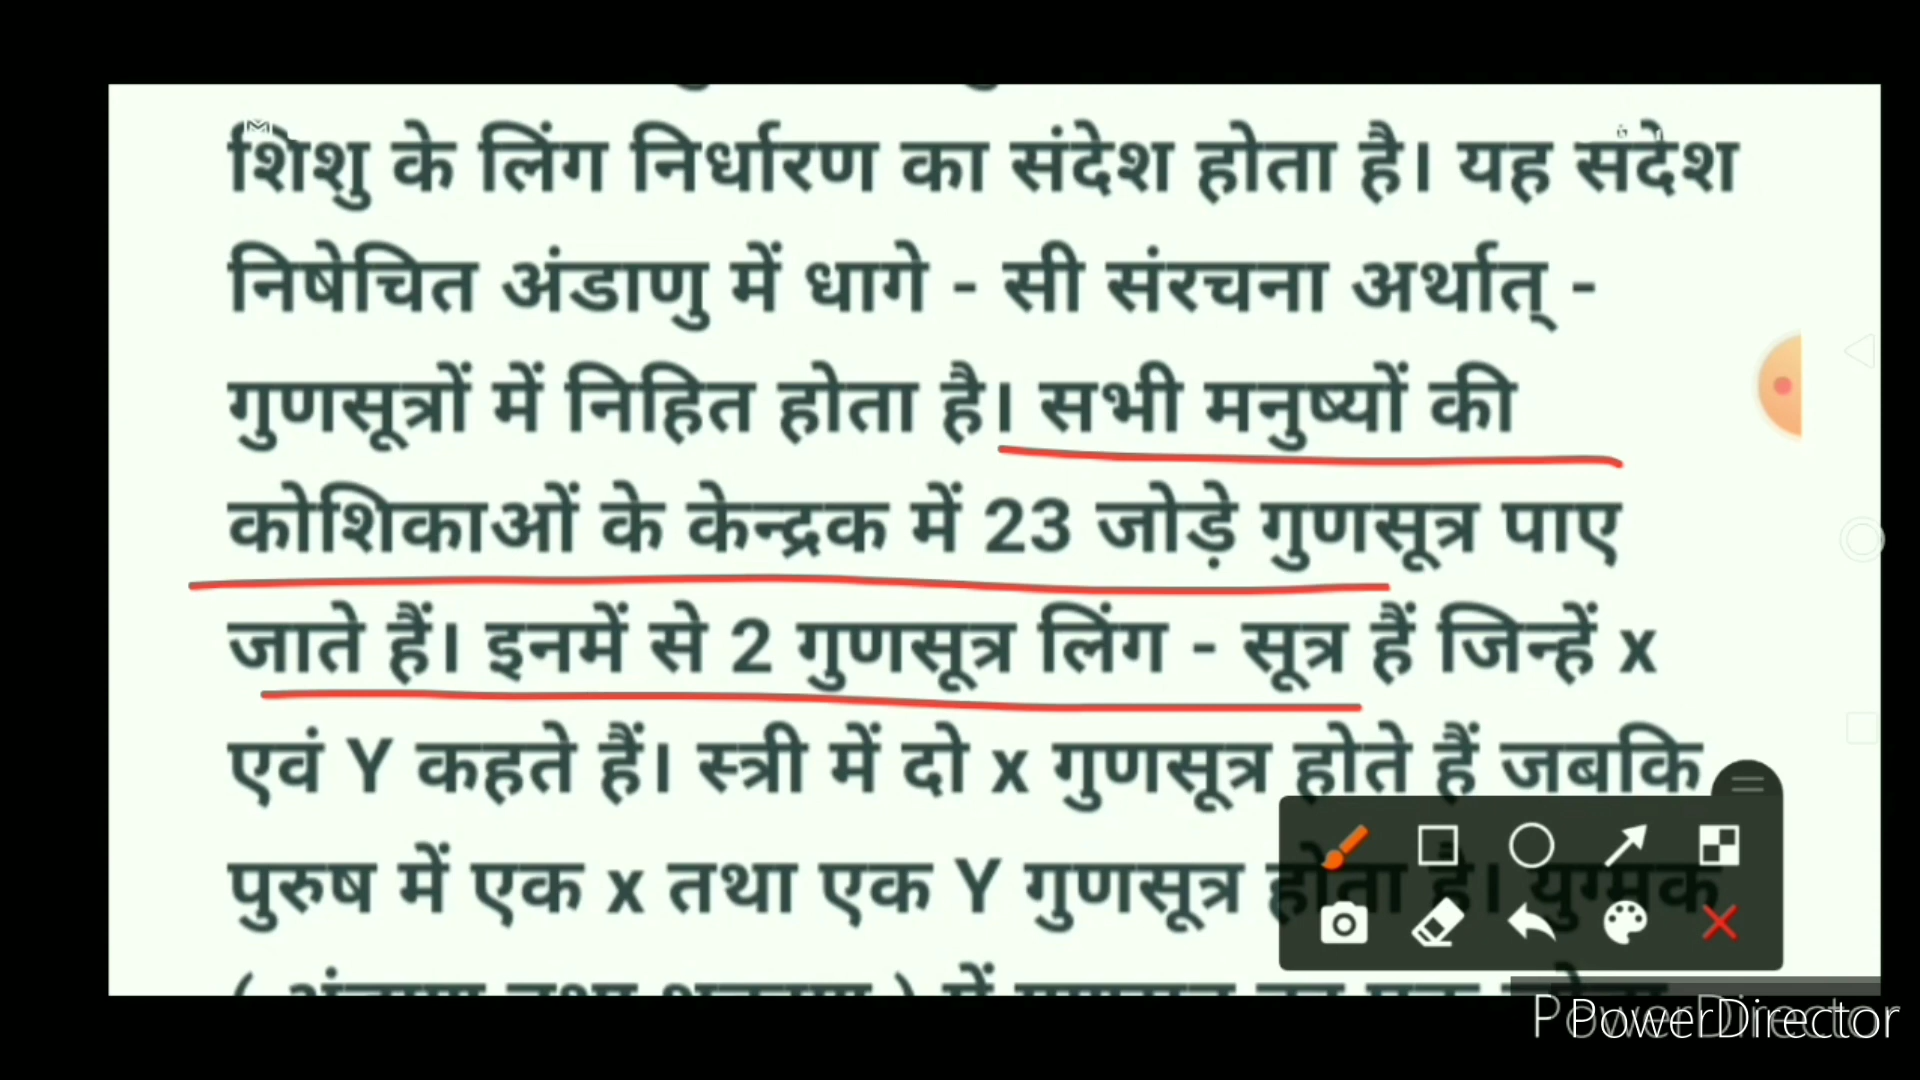 शिशु के लिंग निर्धारण का संदेश होता है। यह संदेश
निषेचित अंडाणु में धागे - सी संरचना अर्थात् -
गुणसूत्रों में निहित होता है। सभी मनुष्यों की
कोशिकाओं के केन्द्रक में 23 जोड़े गुणसूत्र पाए
जाते हैं। इनमें से 2 गुणसूत्र लिंग - सूत्र हैं जिन्हें x
एवं Y कहते हैं। स्त्री में दो x गुणसूत्र होते हैं जबकि
पुरुष में एक x तथा एक Y गुणसूत्र होता है। युग्मक
PowerDirector